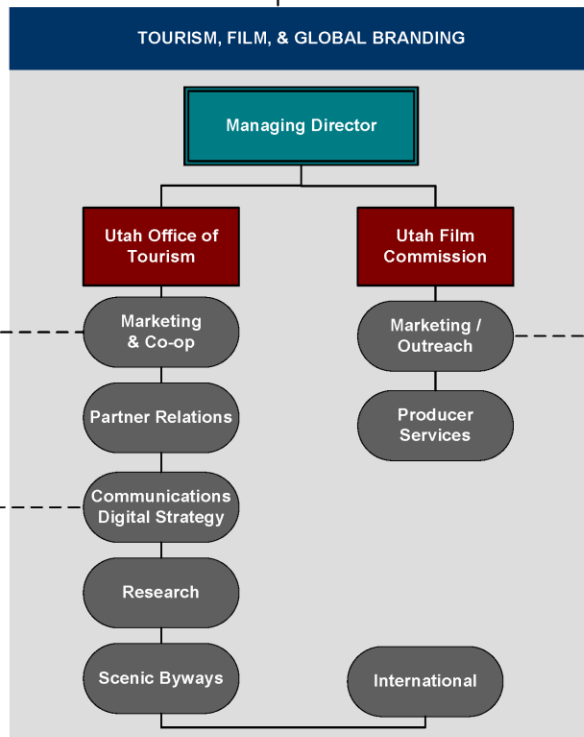 TOURISM, FILM, & GLOBAL BRANDING
Managing Director
Utah Office of
Tourism
Utah Film
Commission
Marketing
& Co-op
Marketing /
Outreach
Partner Relations
Producer
Services
Communications
Digital Strategy
Research
Scenic Byways
International